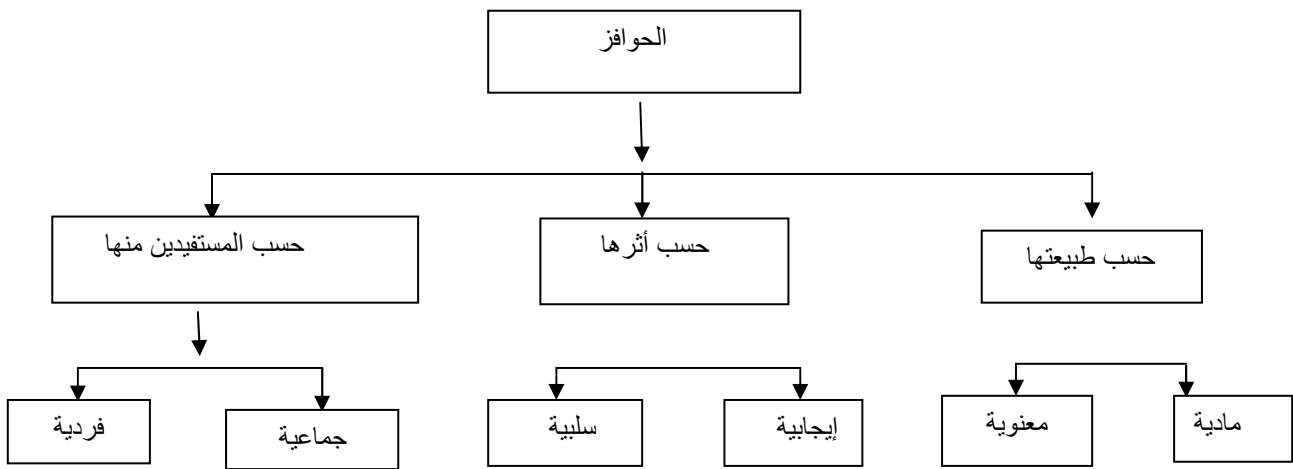 الحوافز
حسب طبيعتها
حسب أثرها
حسب المستفيدين منها
مادية
معنوية
إيجابية
سلبية
جماعية
فردية